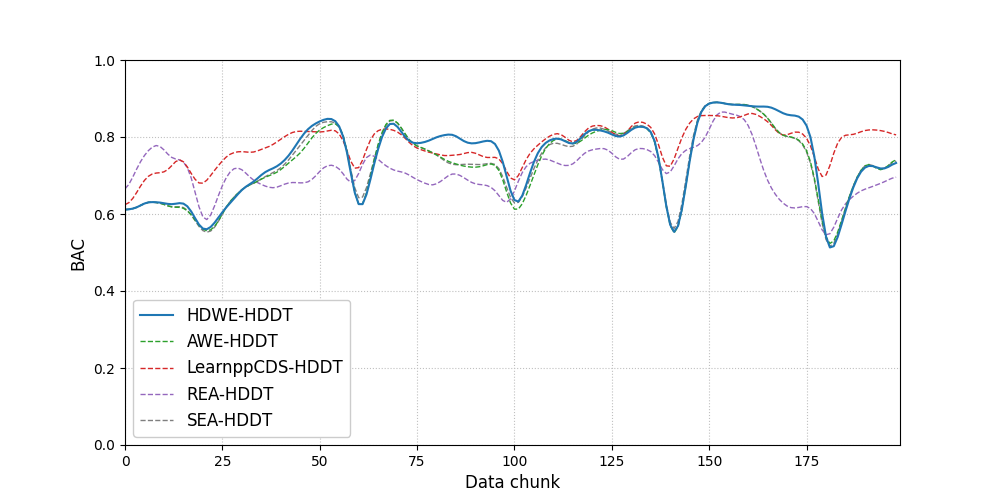 1.0
0.8
0.6
0.4
0.2
0.0
BAC
HDWE-HDDT
AWE-HDDT
LearnppCDS-HDDT
REA-HDDT
SEA-HDDT
0 25 50 75 100 125 150 175
Data chunk